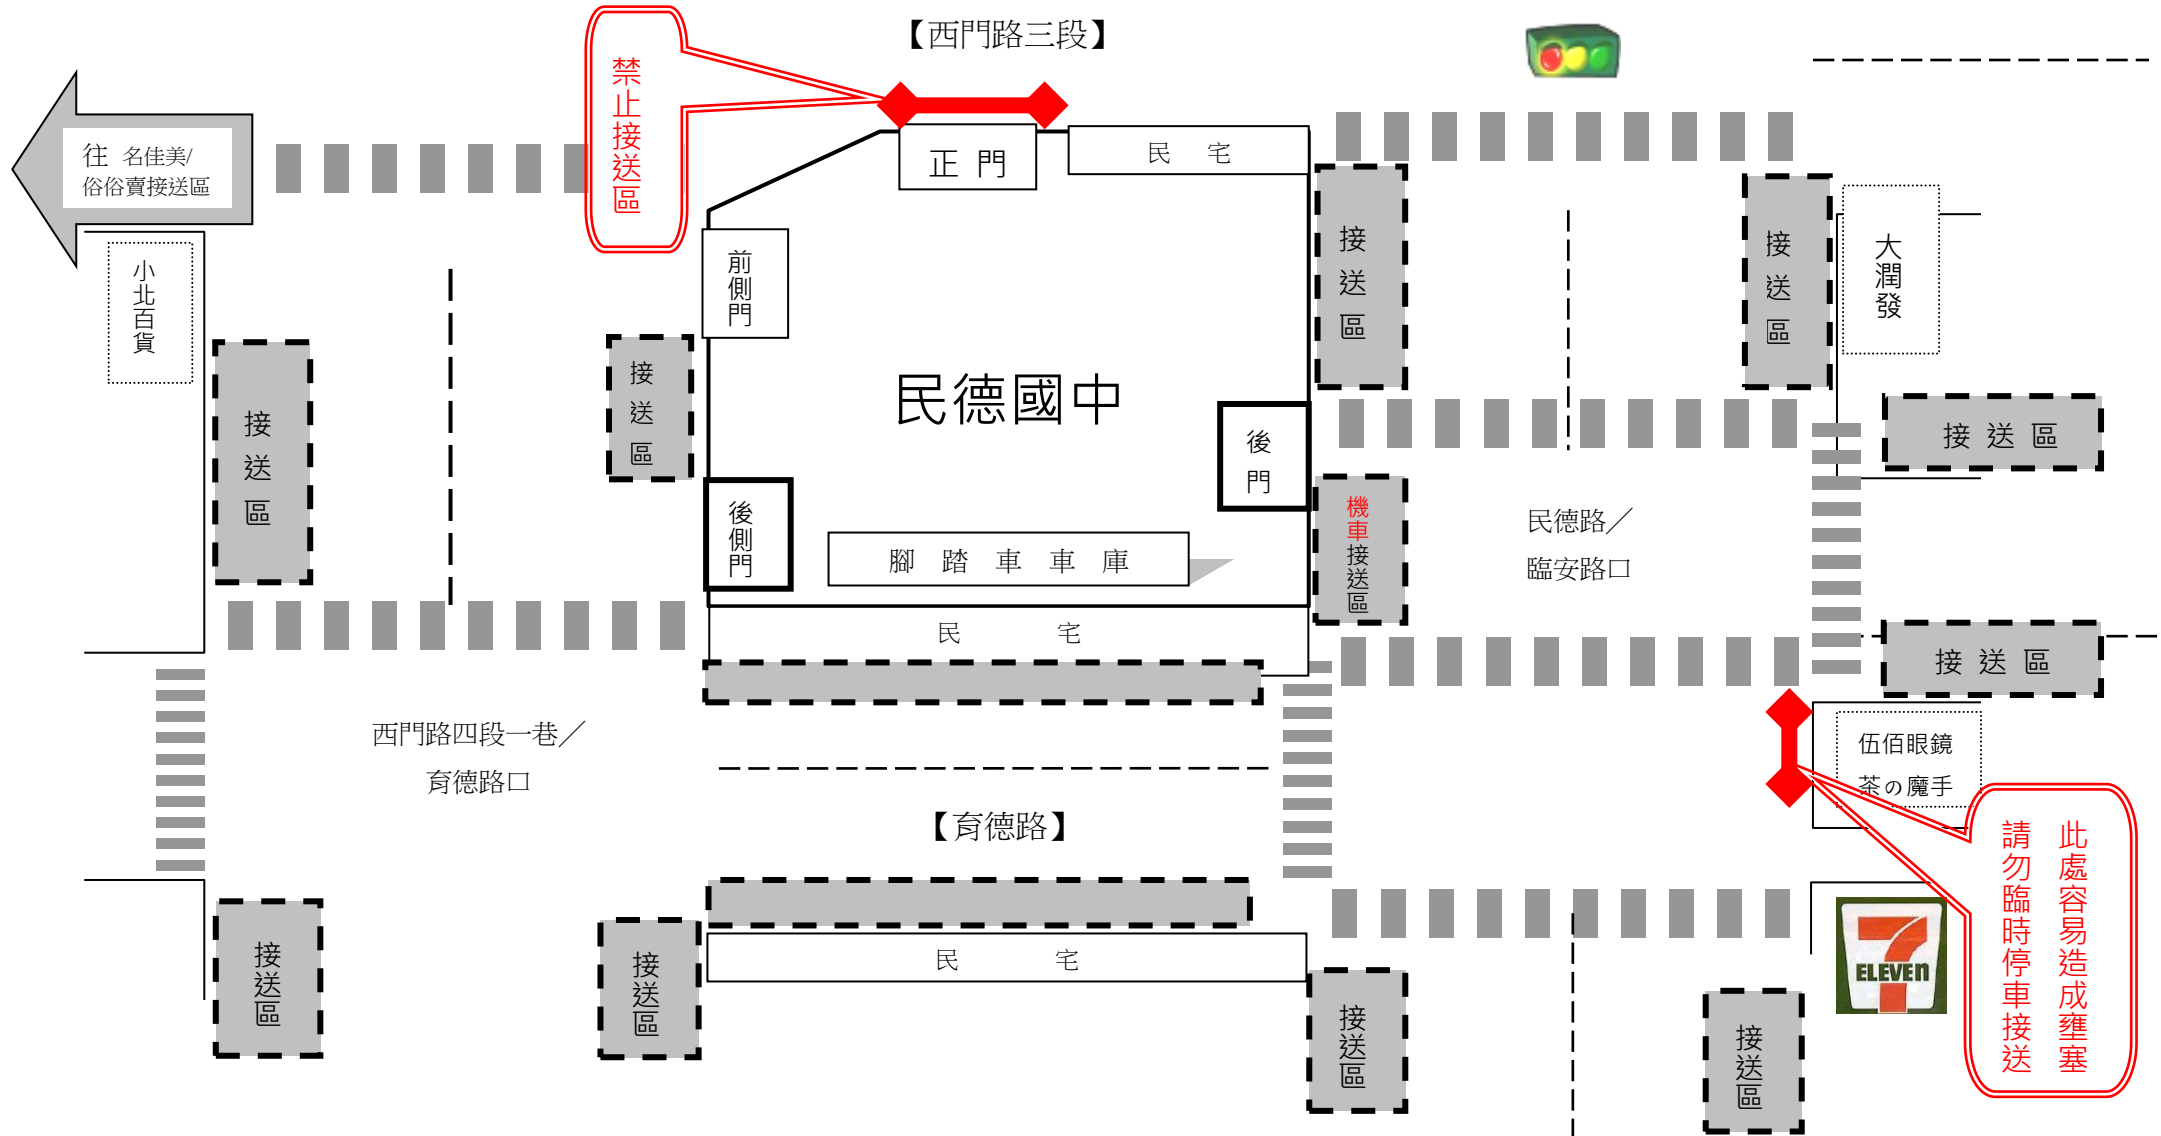 【西門路三段】
禁止接送區
往 名佳美/
俗俗賣接送區
正門
民 宅
小北百貨
前側門
接送區
接送區
大潤發
接送區
接送區
民德國中
接送區
後門
後側門
機車接送區
腳踏車車庫
民德路／
臨安路口
民 宅
接送區
西門路四段一巷／
育德路口
伍佰眼鏡
茶の魔手
【育德路】
此處容易造成壅塞
請勿臨時停車接送
7
ELEVEn
民 宅
接送區
接送區
接送區
接送區